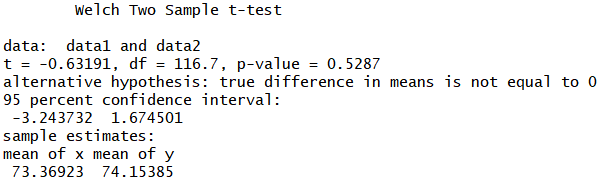 Welch Two Sample t-test
data:  data1 and data2
t = -0.63191, df = 116.7, p-value = 0.5287
alternative hypothesis: true difference in means is not equal to 0
95 percent confidence interval:
 -3.243732  1.674501
sample estimates:
mean of x mean of y
 73.36923  74.15385